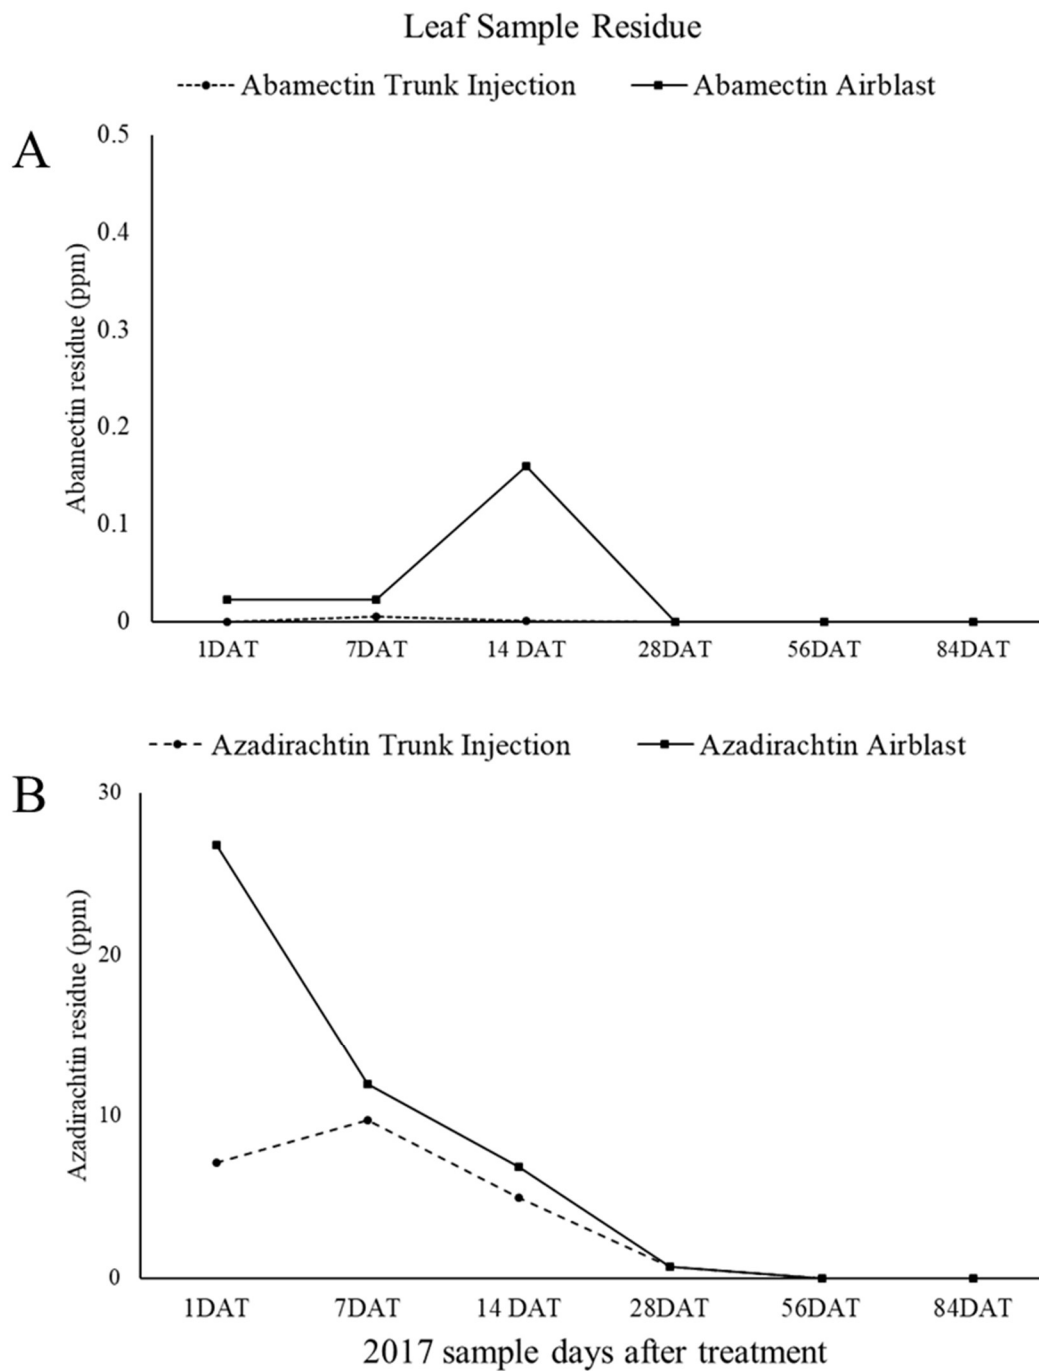 Leaf Sample Residue
Abamectin Trunk Injection Abamectin Airblast
A
Abamectin residue (ppm)
0.5
0.4
0.3
0.2
0.1
0
1DAT 7DAT 14 DAT 28DAT 56DAT 84DAT
Azadirachtin Trunk Injection Azadirachtin Airblast
B
Azadirachtin residue (ppm)
30
20
10
0
1DAT 7DAT 14 DAT 28DAT 56DAT 84DAT
2017 sample days after treatment